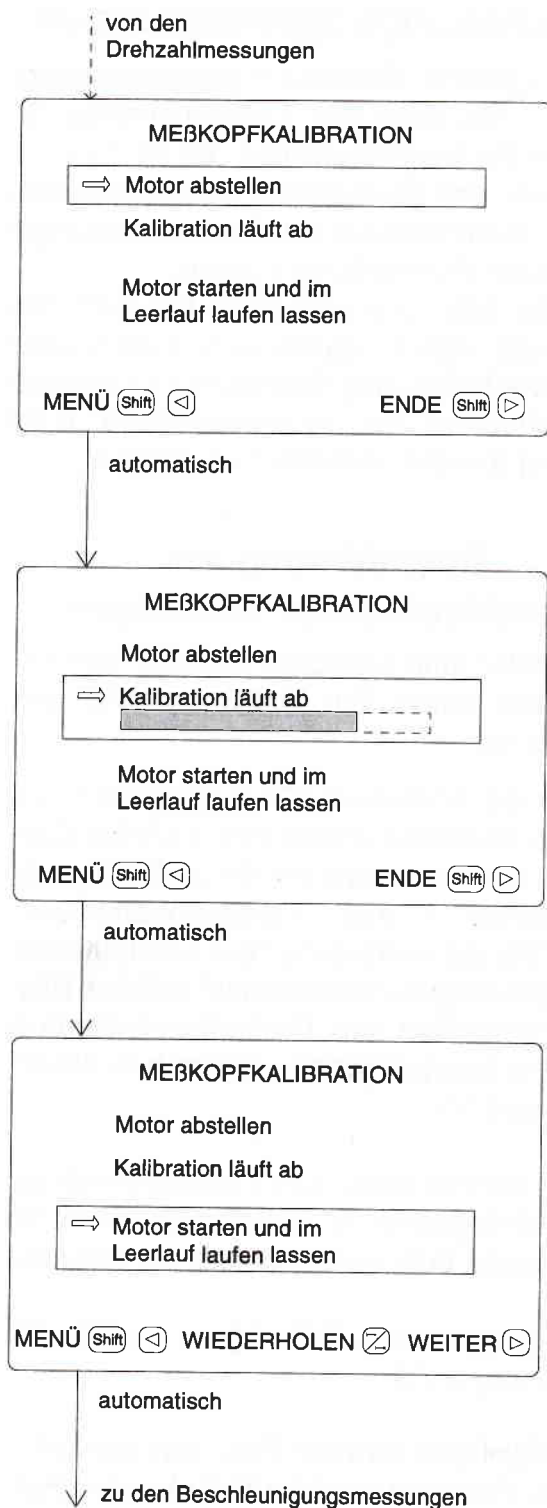 von den
Drehzahlmessungen
MEßKOPFKALIBRATION
⇨ Motor abstellen
Kalibration läuft ab
Motor starten und im
Leerlauf laufen lassen
MENÜ Shift ◁ ENDE Shift ▷
automatisch
MEßKOPFKALIBRATION
Motor abstellen
⇨ Kalibration läuft ab
Motor starten und im
Leerlauf laufen lassen
MENÜ Shift ◁ ENDE Shift ▷
automatisch
MEßKOPFKALIBRATION
Motor abstellen
Kalibration läuft ab
⇨ Motor starten und im
Leerlauf laufen lassen
MENÜ Shift ◁ WIEDERHOLEN WEITER ▷
automatisch
zu den Beschleunigungsmessungen